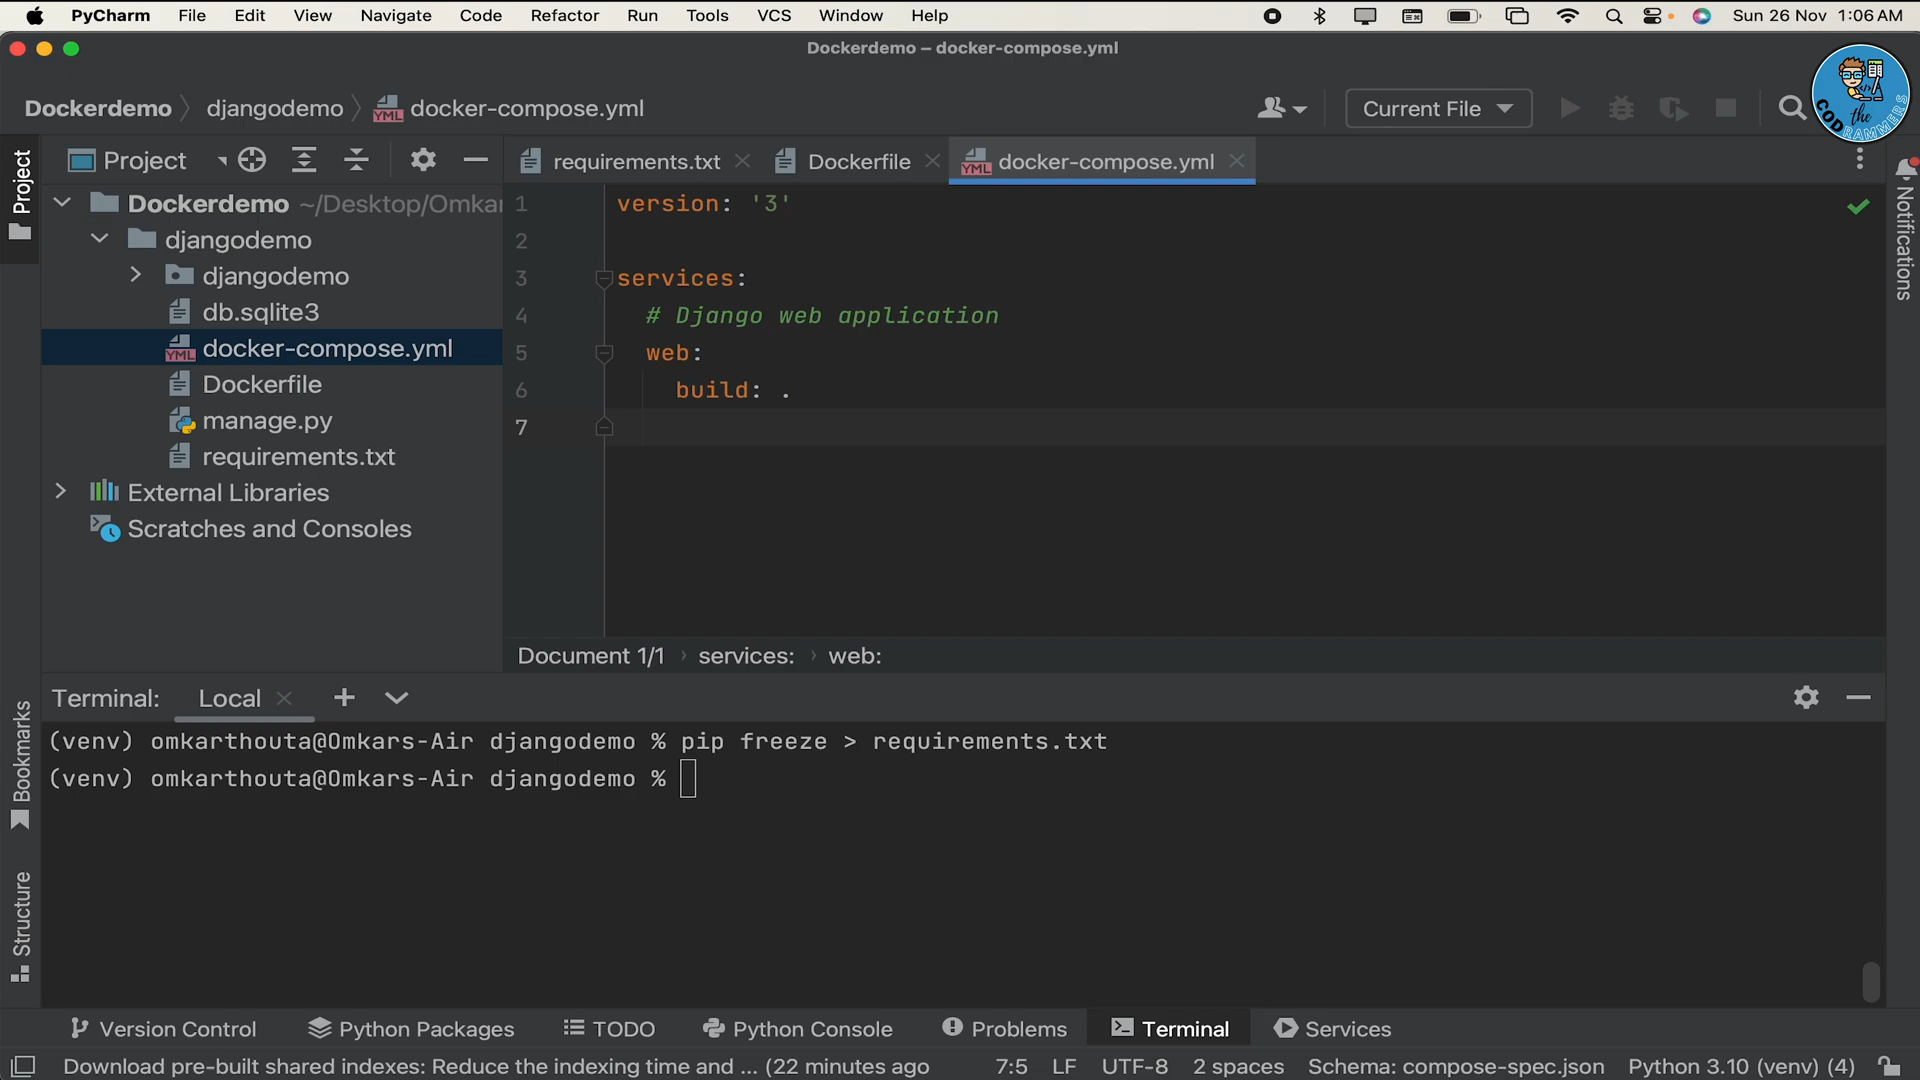 PyCharm File Edit View Navigate Code Refactor Run Tools VCS Window Help Sun 26 Nov 1:06 AM
Dockerdemo – docker-compose.yml
Dockerdemo djangodemo docker-compose.yml Current File
the CODRAMMERS
Project requirements.txt Dockerfile docker-compose.yml
Project
Notifications
Dockerdemo ~/Desktop/Omkar
djangodemo
djangodemo
db.sqlite3
docker-compose.yml
Dockerfile
manage.py
requirements.txt
External Libraries
Scratches and Consoles
1 version: '3'
2
3 services:
4 # Django web application
5 web:
6 build: .
7
Document 1/1 services: web:
Bookmarks
Structure
Terminal: Local
(venv) omkarthouta@Omkars-Air djangodemo % pip freeze > requirements.txt
(venv) omkarthouta@Omkars-Air djangodemo %
Version Control Python Packages TODO Python Console Problems Terminal Services
Download pre-built shared indexes: Reduce the indexing time and ... (22 minutes ago 7:5 LF UTF-8 2 spaces Schema: compose-spec.json Python 3.10 (venv) (4)